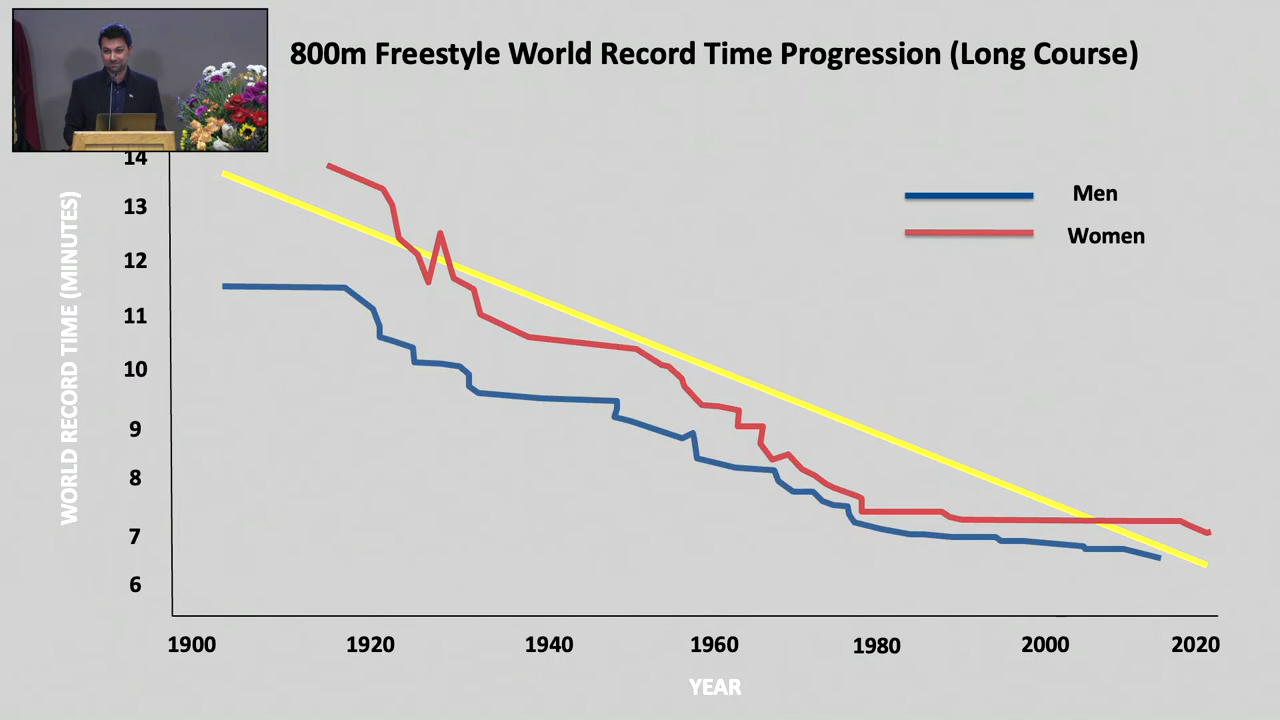 800m Freestyle World Record Time Progression (Long Course)
WORLD RECORD TIME (MINUTES)
14
13
12
11
10
9
8
7
6
Men
Women
1900 1920 1940 1960 1980 2000 2020
YEAR